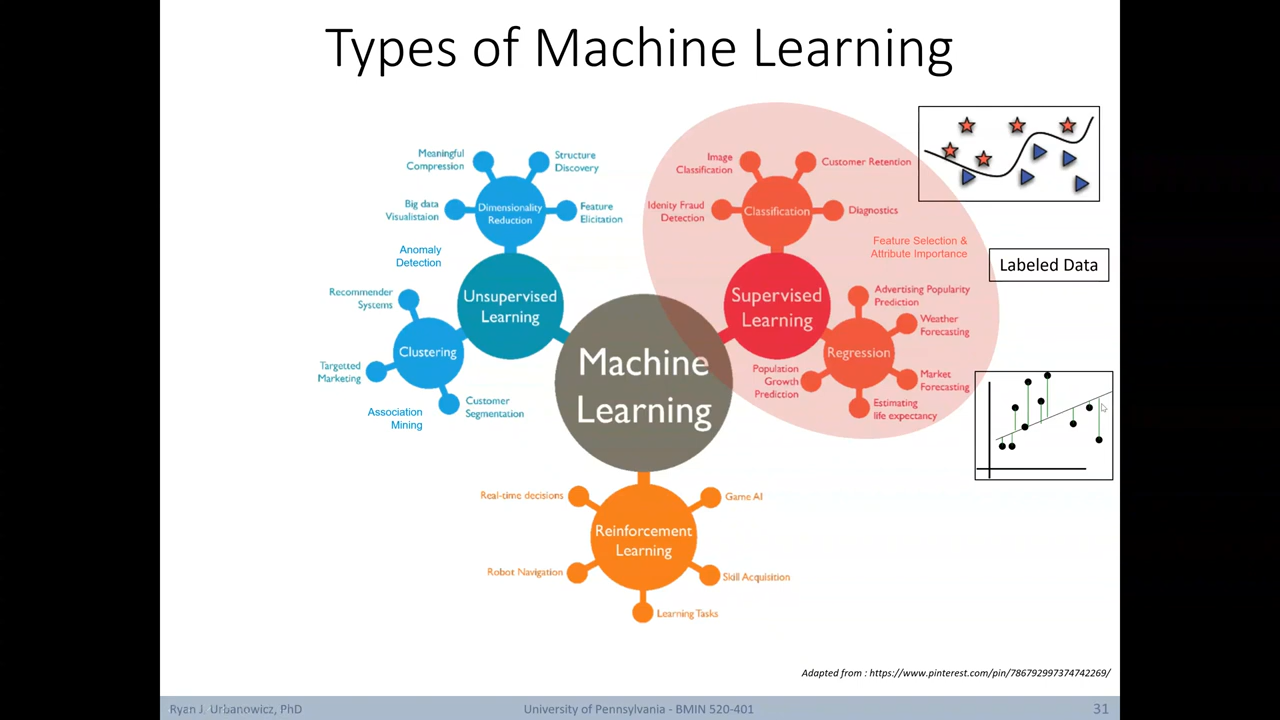 Types of Machine Learning
Meaningful
Compression
Structure
Discovery
Big data
Visualistaion
Dimensionality
Reduction
Feature
Elicitation
Anomaly
Detection
Recommender
Systems
Unsupervised
Learning
Clustering
Targetted
Marketing
Customer
Segmentation
Association
Mining
Machine
Learning
Image
Classification
Customer Retention
Idenity Fraud
Detection
Classification
Diagnostics
Feature Selection &
Attribute Importance
Labeled Data
Supervised
Learning
Advertising Popularity
Prediction
Weather
Forecasting
Regression
Population
Growth
Prediction
Market
Forecasting
Estimating
life expectancy
Real-time decisions
Game AI
Reinforcement
Learning
Robot Navigation
Skill Acquisition
Learning Tasks
Adapted from : https://www.pinterest.com/pin/786792997374742269/
Ryan J. Urbanowicz, PhD
University of Pennsylvania - BMIN 520-401
31